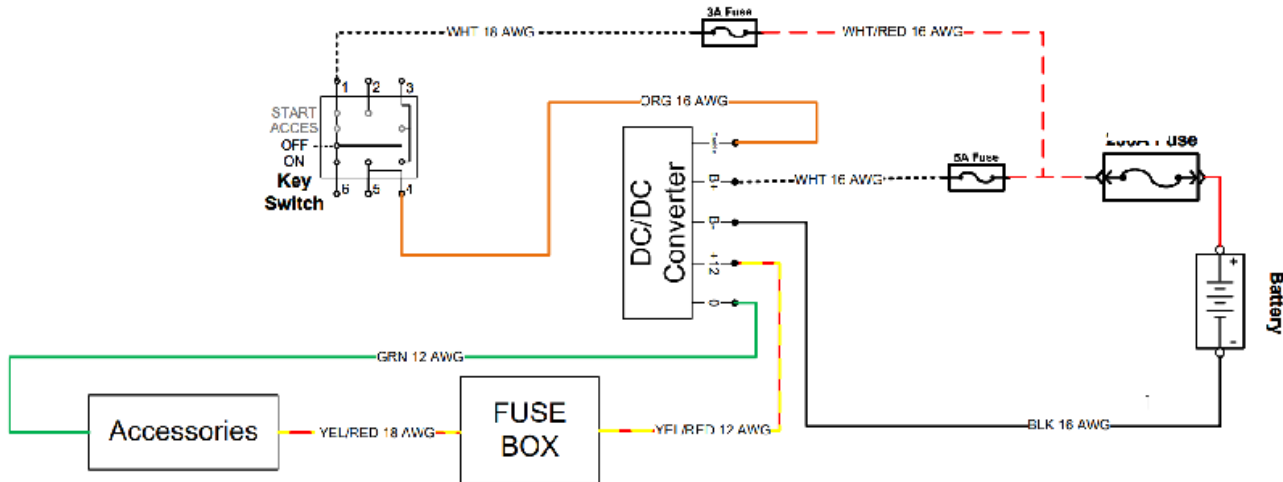 3A Fuse
WHT 18 AWG
WHT/RED 16 AWG
1
2
3
ORG 16 AWG
START
ACCES
OFF
ON
Key
Switch
6
5
4
DC/DC
Converter
B+
B-
+12
WHT 16 AWG
5A Fuse
Fuse
+
-
Battery
GRN 12 AWG
Accessories
YEL/RED 18 AWG
FUSE
BOX
YEL/RED 12 AWG
BLK 16 AWG